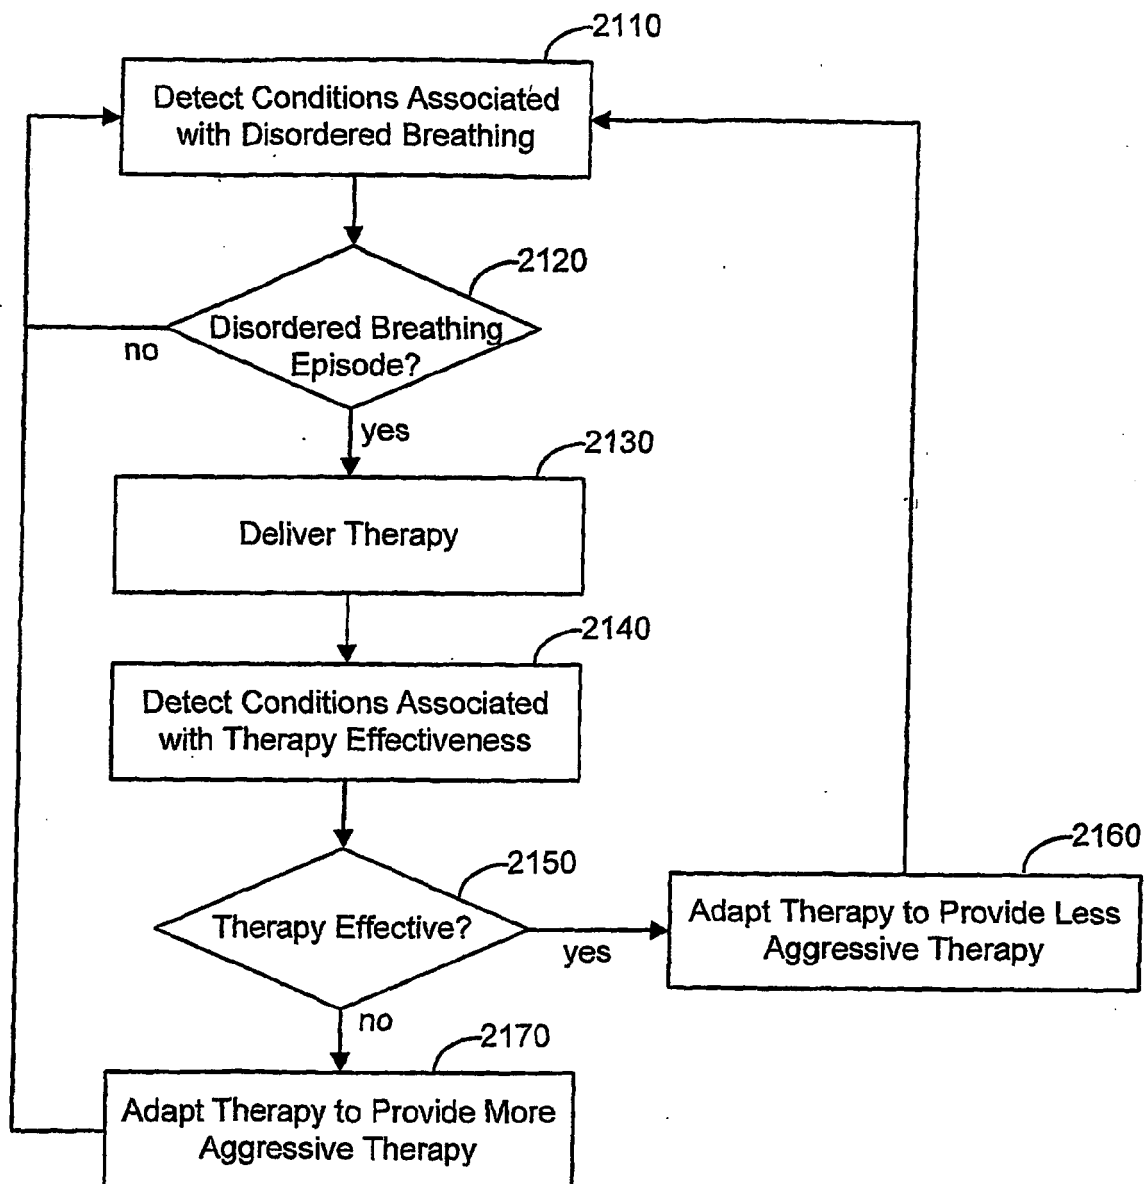 2110
Detect Conditions Associated
with Disordered Breathing
2120
Disordered Breathing
Episode?
no
yes
2130
Deliver Therapy
2140
Detect Conditions Associated
with Therapy Effectiveness
2150
Therapy Effective?
yes
2160
Adapt Therapy to Provide Less
Aggressive Therapy
no
2170
Adapt Therapy to Provide More
Aggressive Therapy